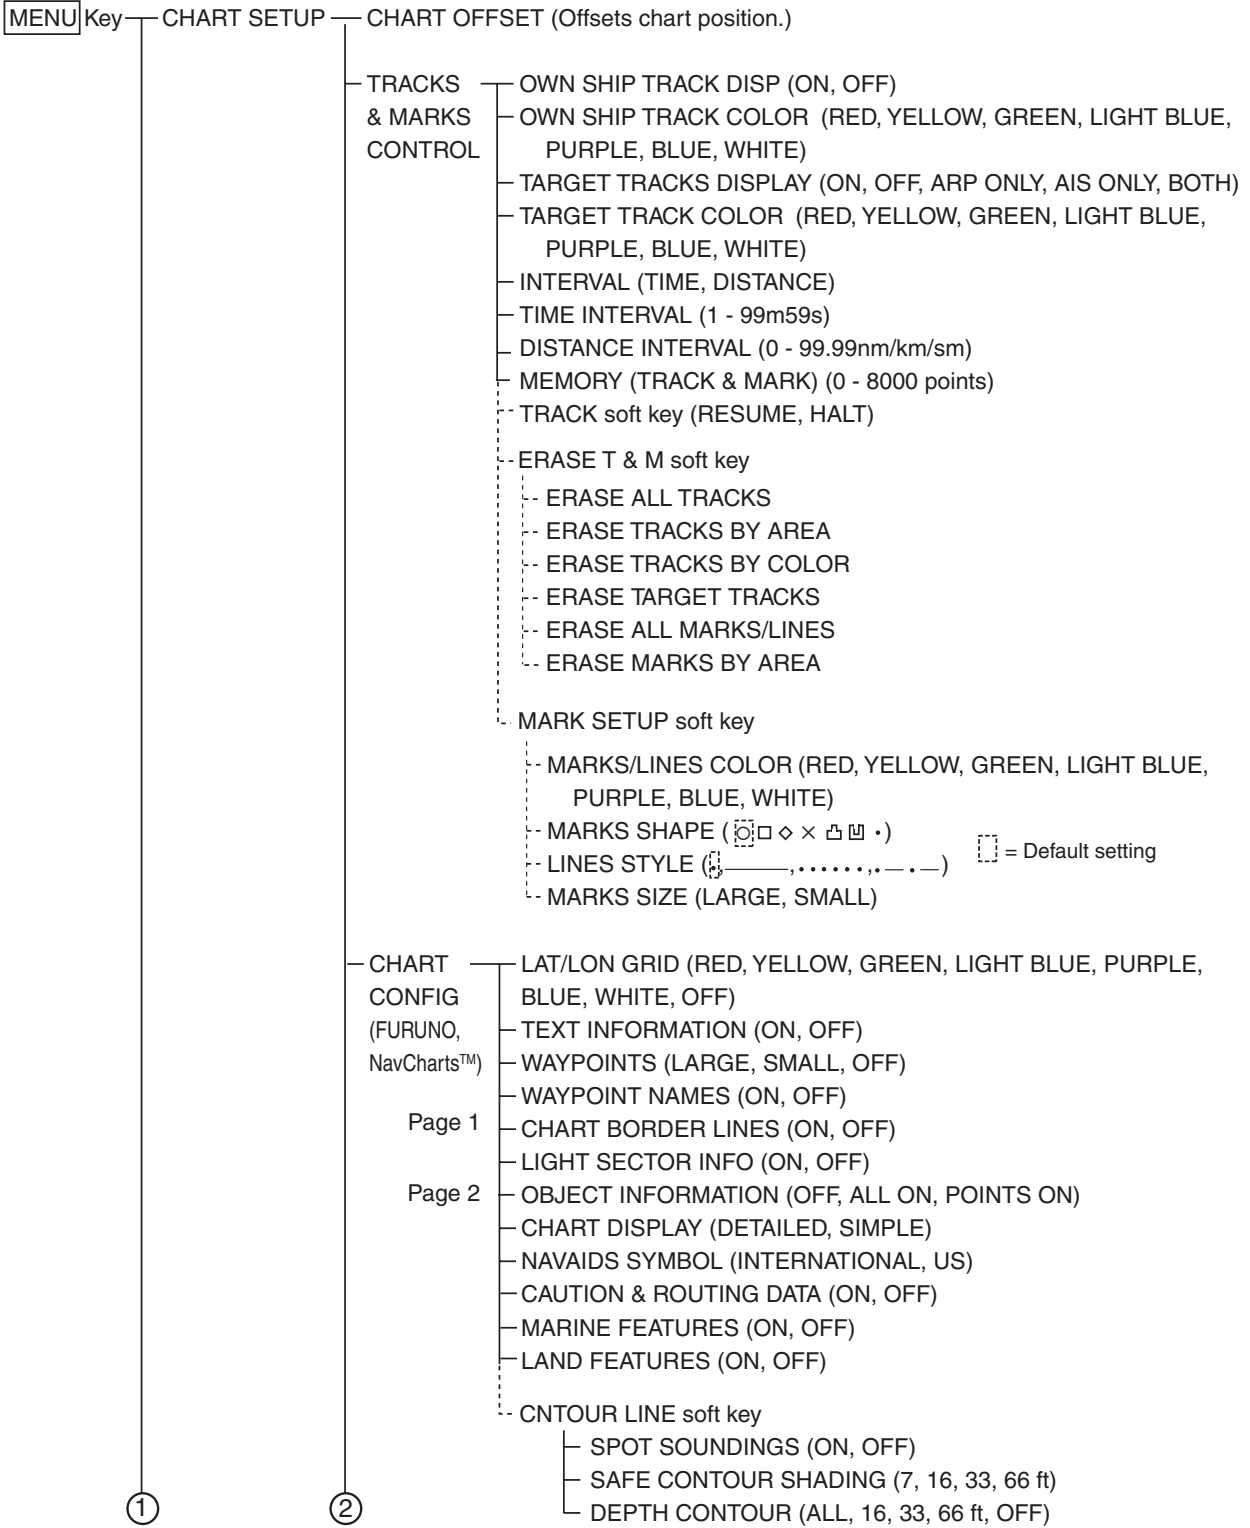 MENU Key CHART SETUP CHART OFFSET (Offsets chart position.)
TRACKS
& MARKS
CONTROL
OWN SHIP TRACK DISP (ON, OFF)
OWN SHIP TRACK COLOR (RED, YELLOW, GREEN, LIGHT BLUE,
PURPLE, BLUE, WHITE)
TARGET TRACKS DISPLAY (ON, OFF, ARP ONLY, AIS ONLY, BOTH)
TARGET TRACK COLOR (RED, YELLOW, GREEN, LIGHT BLUE,
PURPLE, BLUE, WHITE)
INTERVAL (TIME, DISTANCE)
TIME INTERVAL (1 - 99m59s)
DISTANCE INTERVAL (0 - 99.99nm/km/sm)
MEMORY (TRACK & MARK) (0 - 8000 points)
TRACK soft key (RESUME, HALT)
ERASE T & M soft key
ERASE ALL TRACKS
ERASE TRACKS BY AREA
ERASE TRACKS BY COLOR
ERASE TARGET TRACKS
ERASE ALL MARKS/LINES
ERASE MARKS BY AREA
MARK SETUP soft key
MARKS/LINES COLOR (RED, YELLOW, GREEN, LIGHT BLUE,
PURPLE, BLUE, WHITE)
MARKS SHAPE ( ○ □ ◇ × 凸 凹 • )
= Default setting
LINES STYLE (•, ———, • • • • • •, • — • —)
MARKS SIZE (LARGE, SMALL)
CHART
CONFIG
(FURUNO,
NavCharts™)
Page 1
Page 2
LAT/LON GRID (RED, YELLOW, GREEN, LIGHT BLUE, PURPLE,
BLUE, WHITE, OFF)
TEXT INFORMATION (ON, OFF)
WAYPOINTS (LARGE, SMALL, OFF)
WAYPOINT NAMES (ON, OFF)
CHART BORDER LINES (ON, OFF)
LIGHT SECTOR INFO (ON, OFF)
OBJECT INFORMATION (OFF, ALL ON, POINTS ON)
CHART DISPLAY (DETAILED, SIMPLE)
NAVAIDS SYMBOL (INTERNATIONAL, US)
CAUTION & ROUTING DATA (ON, OFF)
MARINE FEATURES (ON, OFF)
LAND FEATURES (ON, OFF)
CNTOUR LINE soft key
SPOT SOUNDINGS (ON, OFF)
SAFE CONTOUR SHADING (7, 16, 33, 66 ft)
DEPTH CONTOUR (ALL, 16, 33, 66 ft, OFF)
1 2